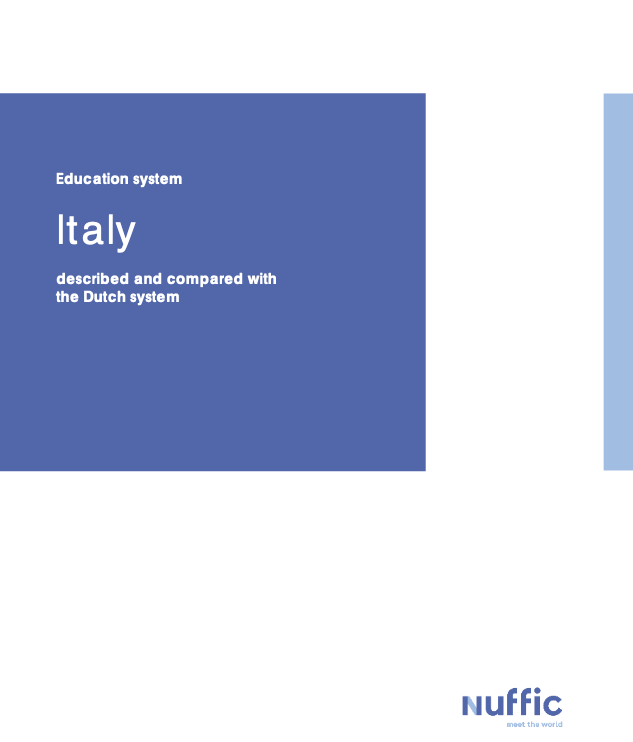 Education system
Italy
described and compared with
the Dutch system
nuffic
meet the world